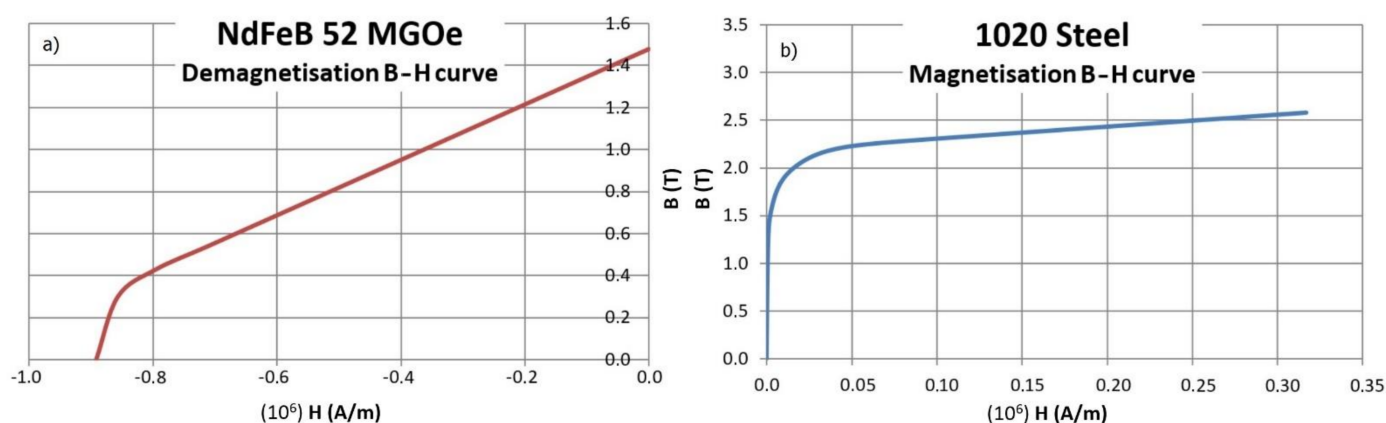 a)
NdFeB 52 MGOe
Demagnetisation B-H curve
1.6
1.4
1.2
1.0
0.8
0.6
0.4
0.2
0.0
B (T)
-1.0 -0.8 -0.6 -0.4 -0.2 0.0
(10⁶) H (A/m)
b)
1020 Steel
Magnetisation B-H curve
3.5
3.0
2.5
2.0
1.5
1.0
0.5
0.0
B (T)
0.0 0.05 0.10 0.15 0.20 0.25 0.30 0.35
(10⁶) H (A/m)